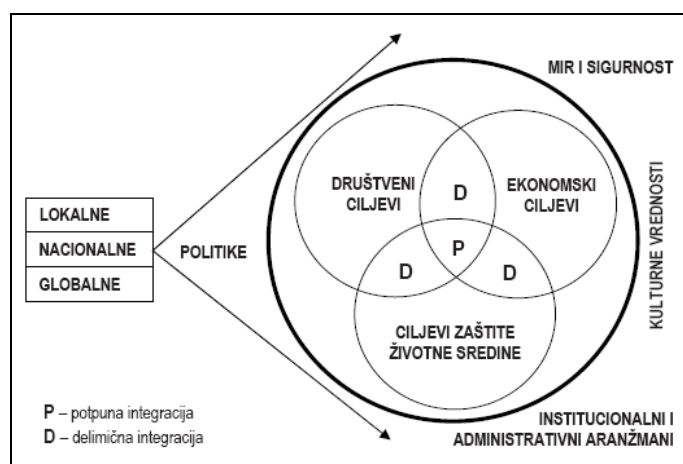 MIR I SIGURNOST
DRUŠTVENI
CILJEVI
D
EKONOMSKI
CILJEVI
KULTURNE VREDNOSTI
LOKALNE
NACIONALNE
GLOBALNE
POLITIKE
P
D
D
CILJEVI ZAŠTITE
ŽIVOTNE SREDINE
P – potpuna integracija
D – delimična integracija
INSTITUCIONALNI I
ADMINISTRATIVNI ARANŽMANI